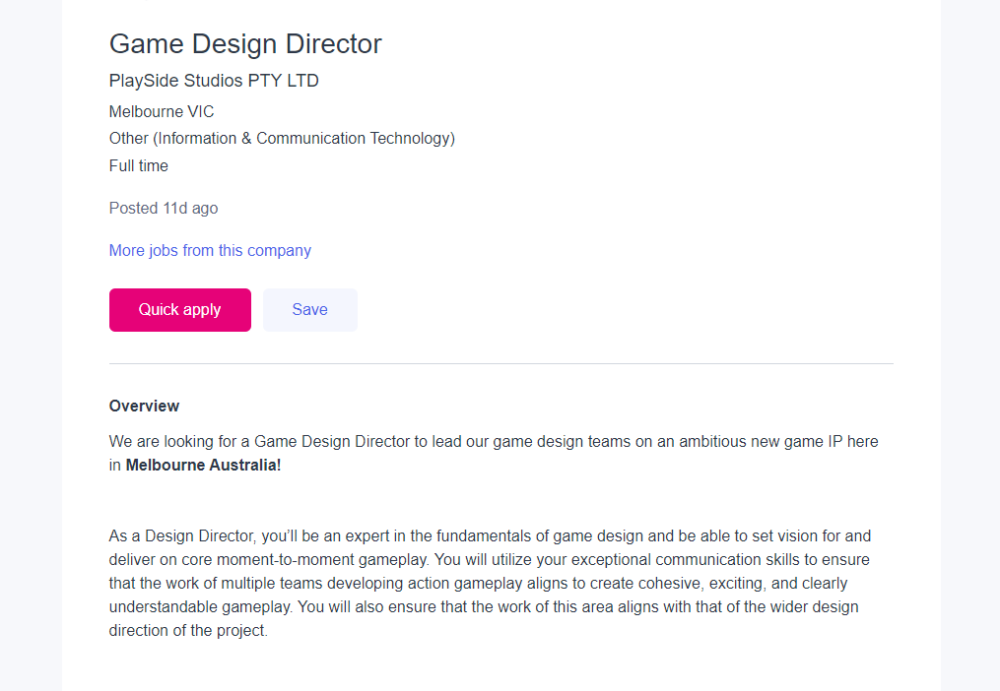 Game Design Director
PlaySide Studios PTY LTD
Melbourne VIC
Other (Information & Communication Technology)
Full time
Posted 11d ago
More jobs from this company
Quick apply
Save
Overview
We are looking for a Game Design Director to lead our game design teams on an ambitious new game IP here
in Melbourne Australia!
As a Design Director, you’ll be an expert in the fundamentals of game design and be able to set vision for and
deliver on core moment-to-moment gameplay. You will utilize your exceptional communication skills to ensure
that the work of multiple teams developing action gameplay aligns to create cohesive, exciting, and clearly
understandable gameplay. You will also ensure that the work of this area aligns with that of the wider design
direction of the project.